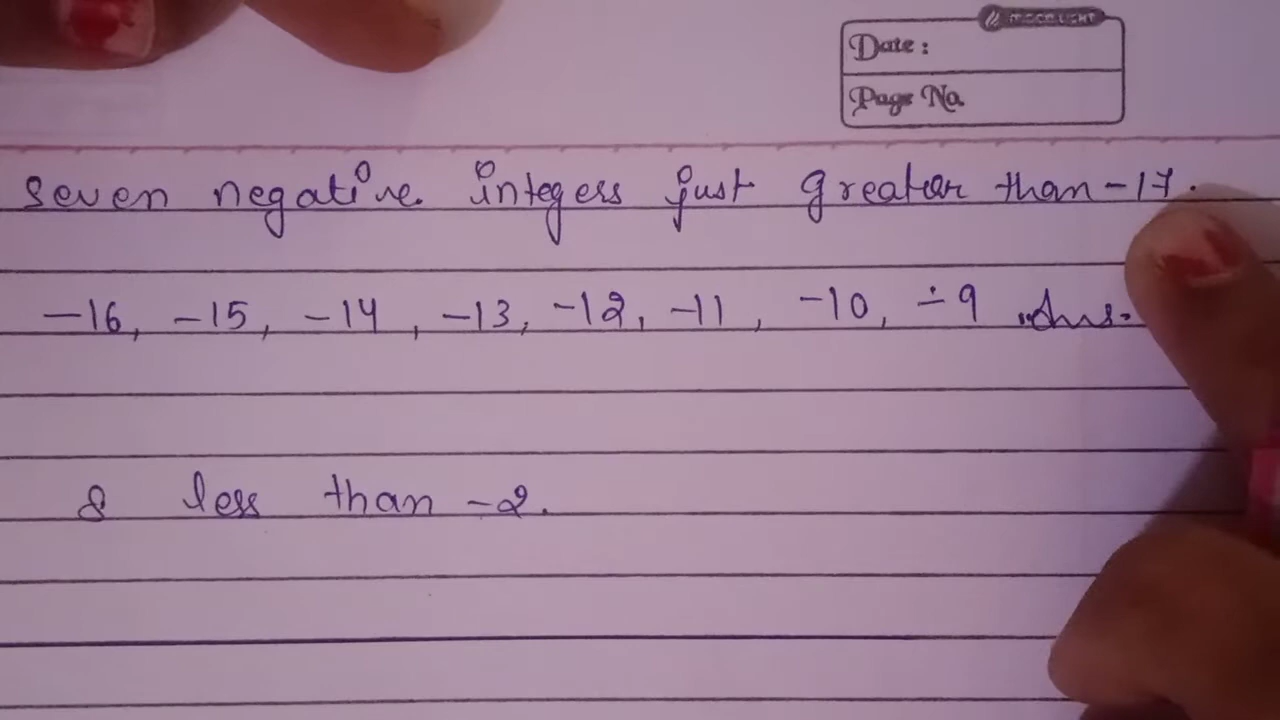 MOONLIGHT
Date :
Page No.
Seven negative integers just greater than -17.
-16, -15, -14, -13, -12, -11, -10, -9 Ans.
8 less than -2.